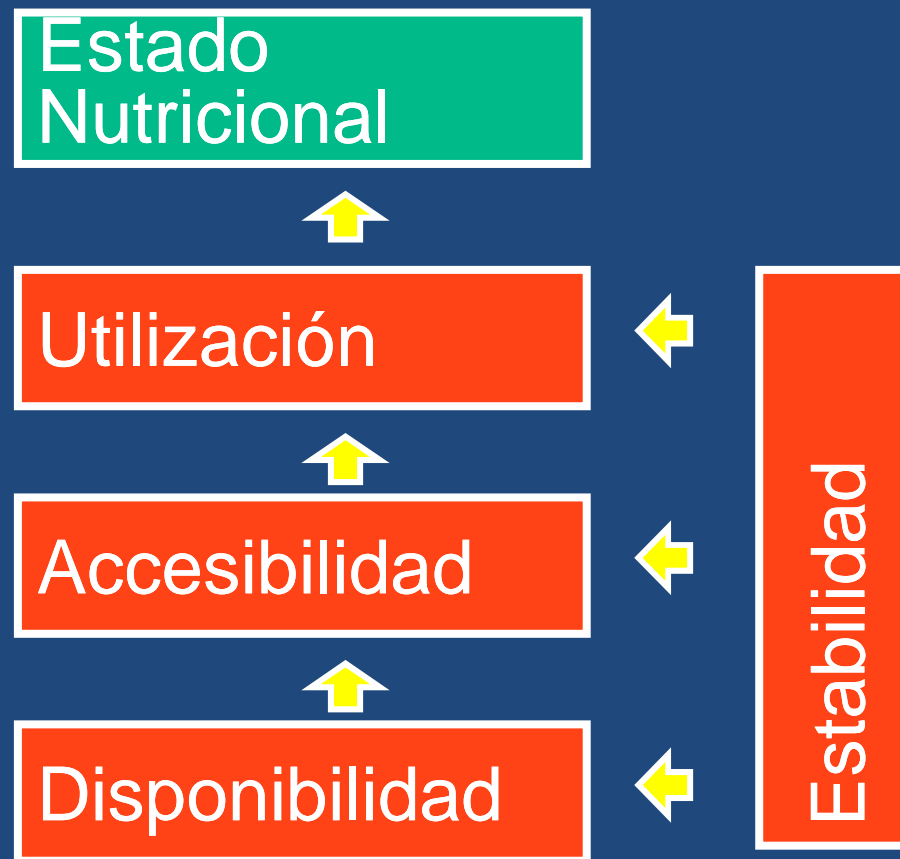 Estado
Nutricional
Utilización
Accesibilidad
Disponibilidad
Estabilidad